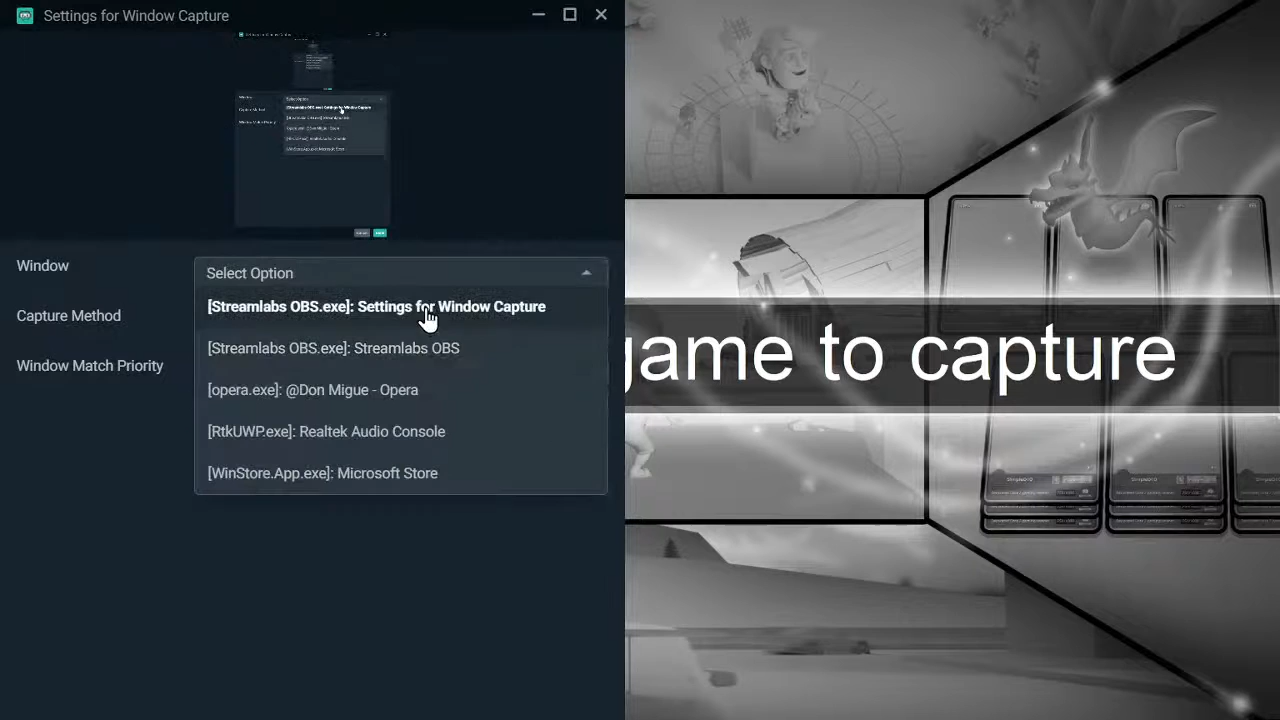 Settings for Window Capture
Window
Select Option
[Streamlabs OBS.exe]: Settings for Window Capture
Capture Method
[Streamlabs OBS.exe]: Streamlabs OBS
Window Match Priority
[opera.exe]: @Don Migue - Opera
[RtkUWP.exe]: Realtek Audio Console
[WinStore.App.exe]: Microsoft Store
game to capture